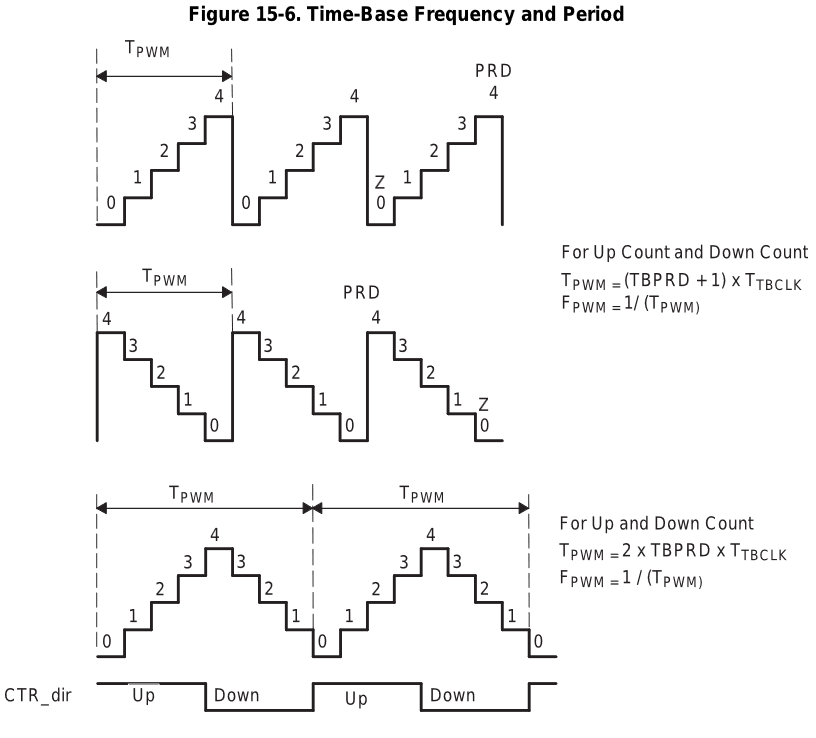 Figure 15-6. Time-Base Frequency and Period
TPWM
PRD
4 4 4
3 3 3
2 2 2
1 1 Z 1
0 0 0
For Up Count and Down Count
TPWM = (TBPRD + 1) x TTBCLK
FPWM = 1/ (TPWM)
TPWM
PRD
4 4 4
3 3 3
2 2 2
1 1 1 Z
0 0 0
TPWM TPWM
For Up and Down Count
TPWM = 2 x TBPRD x TTBCLK
FPWM = 1 / (TPWM)
4 4
3 3 3 3
2 2 2 2
1 1 1 1
0 0 0
CTR_dir Up Down Up Down